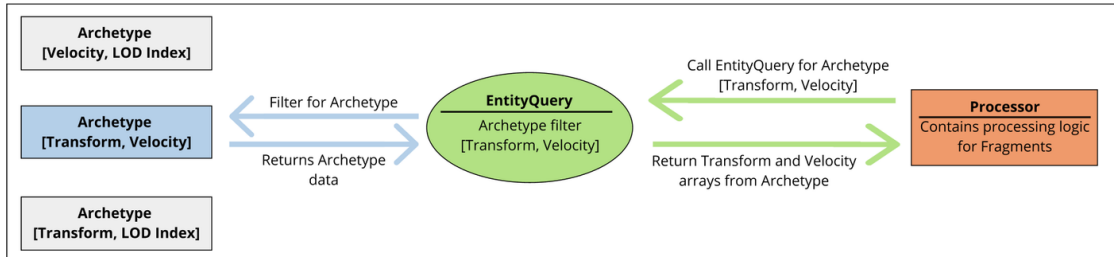 Archetype
[Velocity, LOD Index]
Archetype
[Transform, Velocity]
Archetype
[Transform, LOD Index]
Filter for Archetype
Returns Archetype
data
EntityQuery
Archetype filter
[Transform, Velocity]
Call EntityQuery for Archetype
[Transform, Velocity]
Return Transform and Velocity
arrays from Archetype
Processor
Contains processing logic
for Fragments